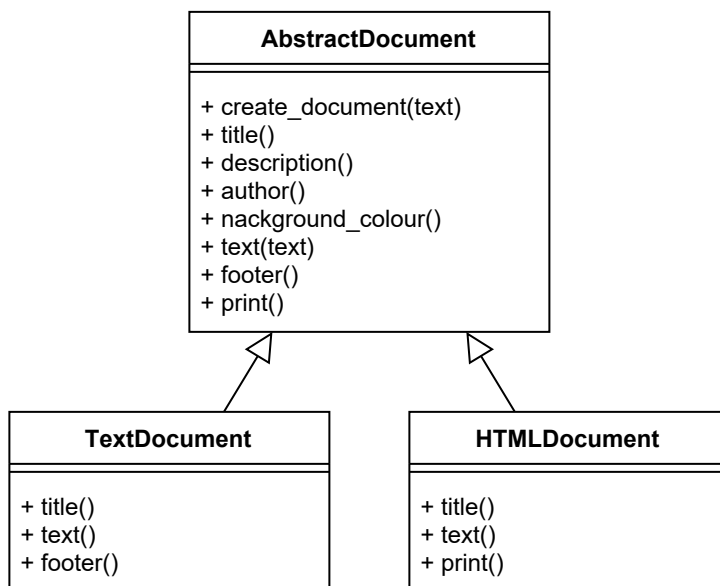 AbstractDocument
+ create_document(text)
+ title()
+ description()
+ author()
+ nackground_colour()
+ text(text)
+ footer()
+ print()
TextDocument
+ title()
+ text()
+ footer()
HTMLDocument
+ title()
+ text()
+ print()